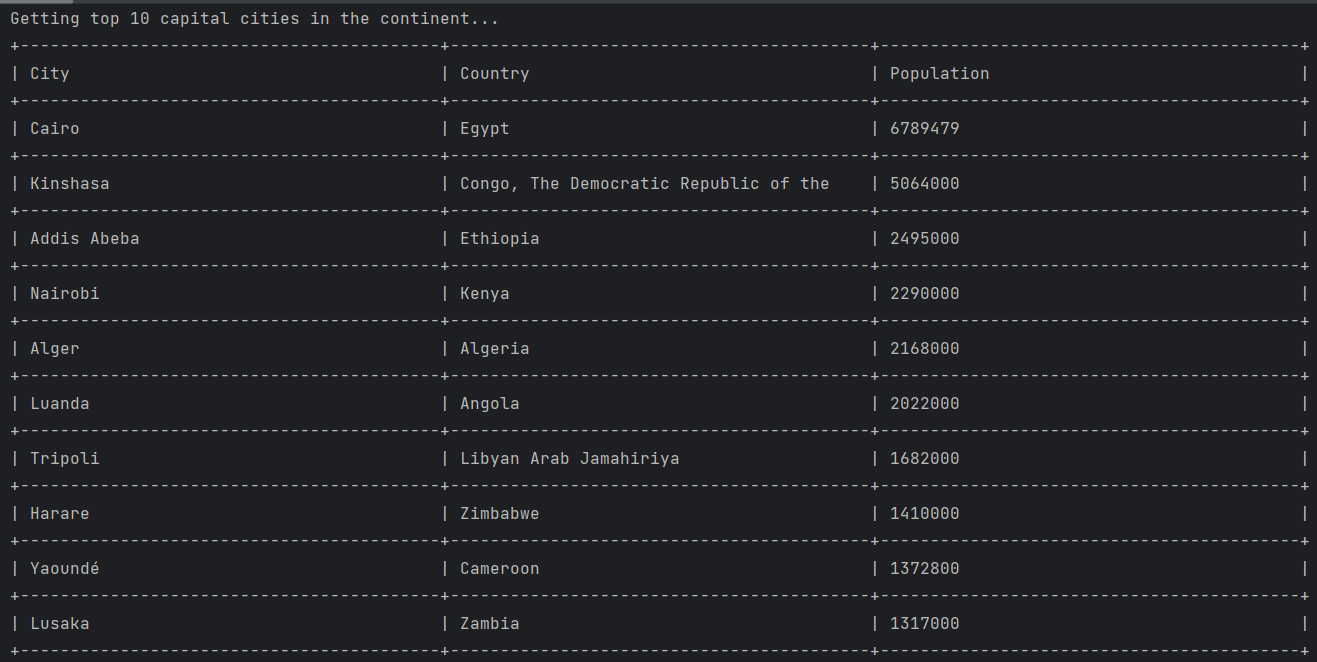 Getting top 10 capital cities in the continent...
+------------------------------------------+------------------------------------------+------------------------------------------+
| City                                     | Country                                  | Population                               |
+------------------------------------------+------------------------------------------+------------------------------------------+
| Cairo                                    | Egypt                                    | 6789479                                  |
+------------------------------------------+------------------------------------------+------------------------------------------+
| Kinshasa                                 | Congo, The Democratic Republic of the    | 5064000                                  |
+------------------------------------------+------------------------------------------+------------------------------------------+
| Addis Abeba                              | Ethiopia                                 | 2495000                                  |
+------------------------------------------+------------------------------------------+------------------------------------------+
| Nairobi                                  | Kenya                                    | 2290000                                  |
+------------------------------------------+------------------------------------------+------------------------------------------+
| Alger                                    | Algeria                                  | 2168000                                  |
+------------------------------------------+------------------------------------------+------------------------------------------+
| Luanda                                   | Angola                                   | 2022000                                  |
+------------------------------------------+------------------------------------------+------------------------------------------+
| Tripoli                                  | Libyan Arab Jamahiriya                   | 1682000                                  |
+------------------------------------------+------------------------------------------+------------------------------------------+
| Harare                                   | Zimbabwe                                 | 1410000                                  |
+------------------------------------------+------------------------------------------+------------------------------------------+
| Yaoundé                                  | Cameroon                                 | 1372800                                  |
+------------------------------------------+------------------------------------------+------------------------------------------+
| Lusaka                                   | Zambia                                   | 1317000                                  |
+------------------------------------------+------------------------------------------+------------------------------------------+